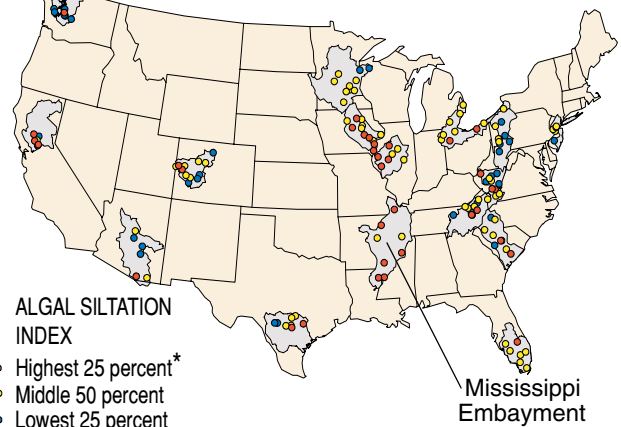 ALGAL SILTATION
INDEX
Highest 25 percent*
Middle 50 percent
Lowest 25 percent
Mississippi
Embayment